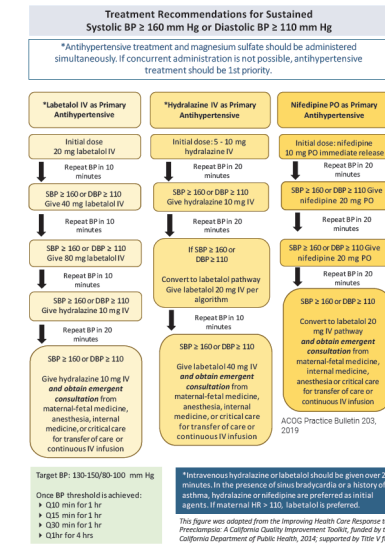 Treatment Recommendations for Sustained
Systolic BP ≥ 160 mm Hg or Diastolic BP ≥ 110 mm Hg
*Antihypertensive treatment and magnesium sulfate should be administered
simultaneously. If concurrent administration is not possible, antihypertensive
treatment should be 1st priority.
*Labetalol IV as Primary
Antihypertensive
Initial dose
20 mg labetalol IV
Repeat BP in 10
minutes
SBP ≥ 160 or DBP ≥ 110
Give 40 mg labetalol IV
Repeat BP in 10
minutes
SBP ≥ 160 or DBP ≥ 110
Give 80 mg labetalol IV
Repeat BP in 10
minutes
SBP ≥ 160 or DBP ≥ 110
Give hydralazine 10 mg IV
Repeat BP in 20
minutes
SBP ≥ 160 or DBP ≥ 110
Give hydralazine 10 mg IV
and obtain emergent
consultation from
maternal-fetal medicine,
anesthesia, internal
medicine, or critical care
for transfer of care or
continuous IV infusion
*Hydralazine IV as Primary
Antihypertensive
Initial dose: 5 - 10 mg
hydralazine IV
Repeat BP in 20
minutes
SBP ≥ 160 or DBP ≥ 110
Give hydralazine 10 mg IV
Repeat BP in 20
minutes
If SBP ≥ 160 or
DBP ≥ 110
Convert to labetalol pathway
Give labetalol 20 mg IV per
algorithm
Repeat BP in 10
minutes
SBP ≥ 160 or DBP ≥ 110
Give labetalol 40 mg IV
and obtain emergent
consultation from
maternal-fetal medicine,
anesthesia, internal
medicine, or critical care
for transfer of care or
continuous IV infusion
Nifedipine PO as Primary
Antihypertensive
Initial dose: nifedipine
10 mg PO immediate release
Repeat BP in 20
minutes
SBP ≥ 160 or DBP ≥ 110 Give
nifedipine 20 mg PO
Repeat BP in 20
minutes
SBP ≥ 160 or DBP ≥ 110 Give
nifedipine 20 mg PO
Repeat BP in 20
minutes
SBP ≥ 160 or DBP ≥ 110
Convert to labetalol 20
mg IV pathway
and obtain emergent
consultation from
maternal-fetal medicine,
internal medicine,
anesthesia or critical care
for transfer of care or
continuous IV infusion
ACOG Practice Bulletin 203,
2019
Target BP: 130-150/80-100 mm Hg
Once BP threshold is achieved:
Q10 min for 1 hr
Q15 min for 1 hr
Q30 min for 1 hr
Q1hr for 4 hrs
*Intravenous hydralazine or labetalol should be given over 2
minutes. In the presence of sinus bradycardia or a history of
asthma, hydralazine or nifedipine are preferred as initial
agents. If maternal HR > 110, labetalol is preferred.
This figure was adapted from the Improving Health Care Response t
Preeclampsia: A California Quality Improvement Toolkit, funded by t
California Department of Public Health, 2014; supported by Title V f